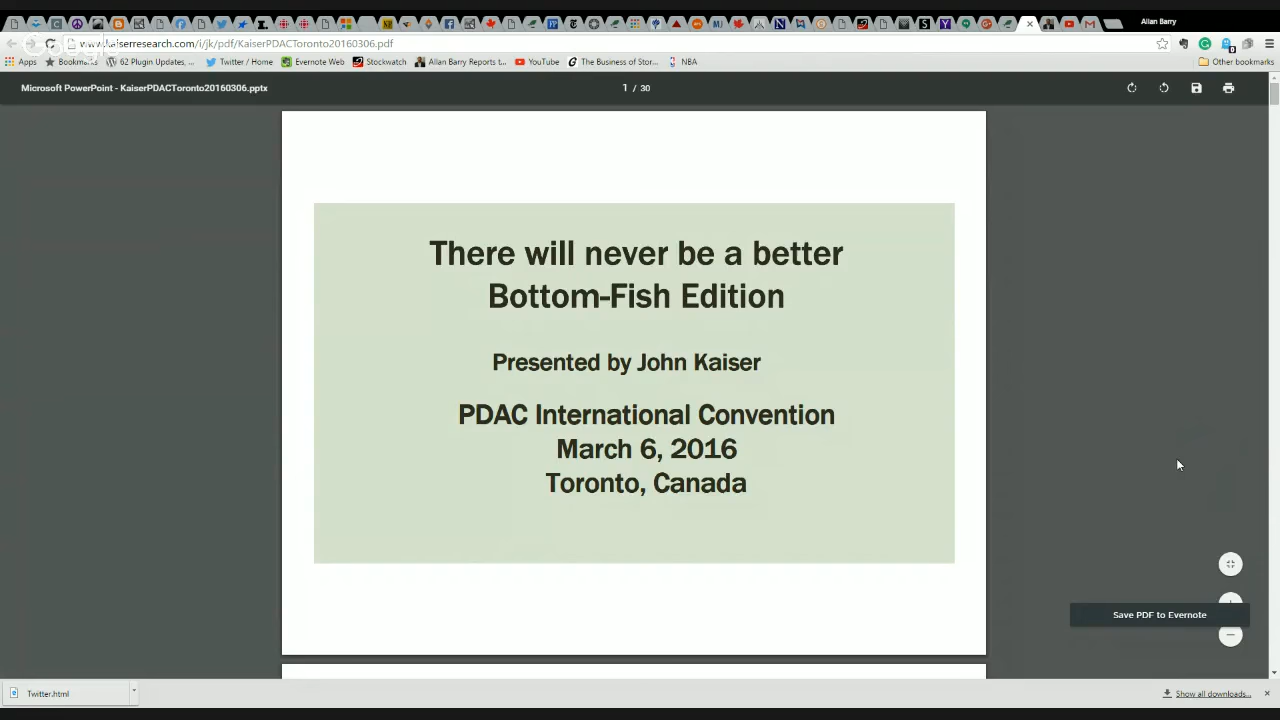 Allan Barry
www.kaiserresearch.com/i/jk/pdf/KaiserPDACToronto20160306.pdf
Apps
Bookmarks
62 Plugin Updates, ...
Twitter / Home
Evernote Web
Stockwatch
Allan Barry Reports t...
YouTube
The Business of Stor...
NBA
Other bookmarks
Microsoft PowerPoint - KaiserPDACToronto20160306.pptx
1 / 30
There will never be a better
Bottom-Fish Edition
Presented by John Kaiser
PDAC International Convention
March 6, 2016
Toronto, Canada
Save PDF to Evernote
Twitter.html
Show all downloads...